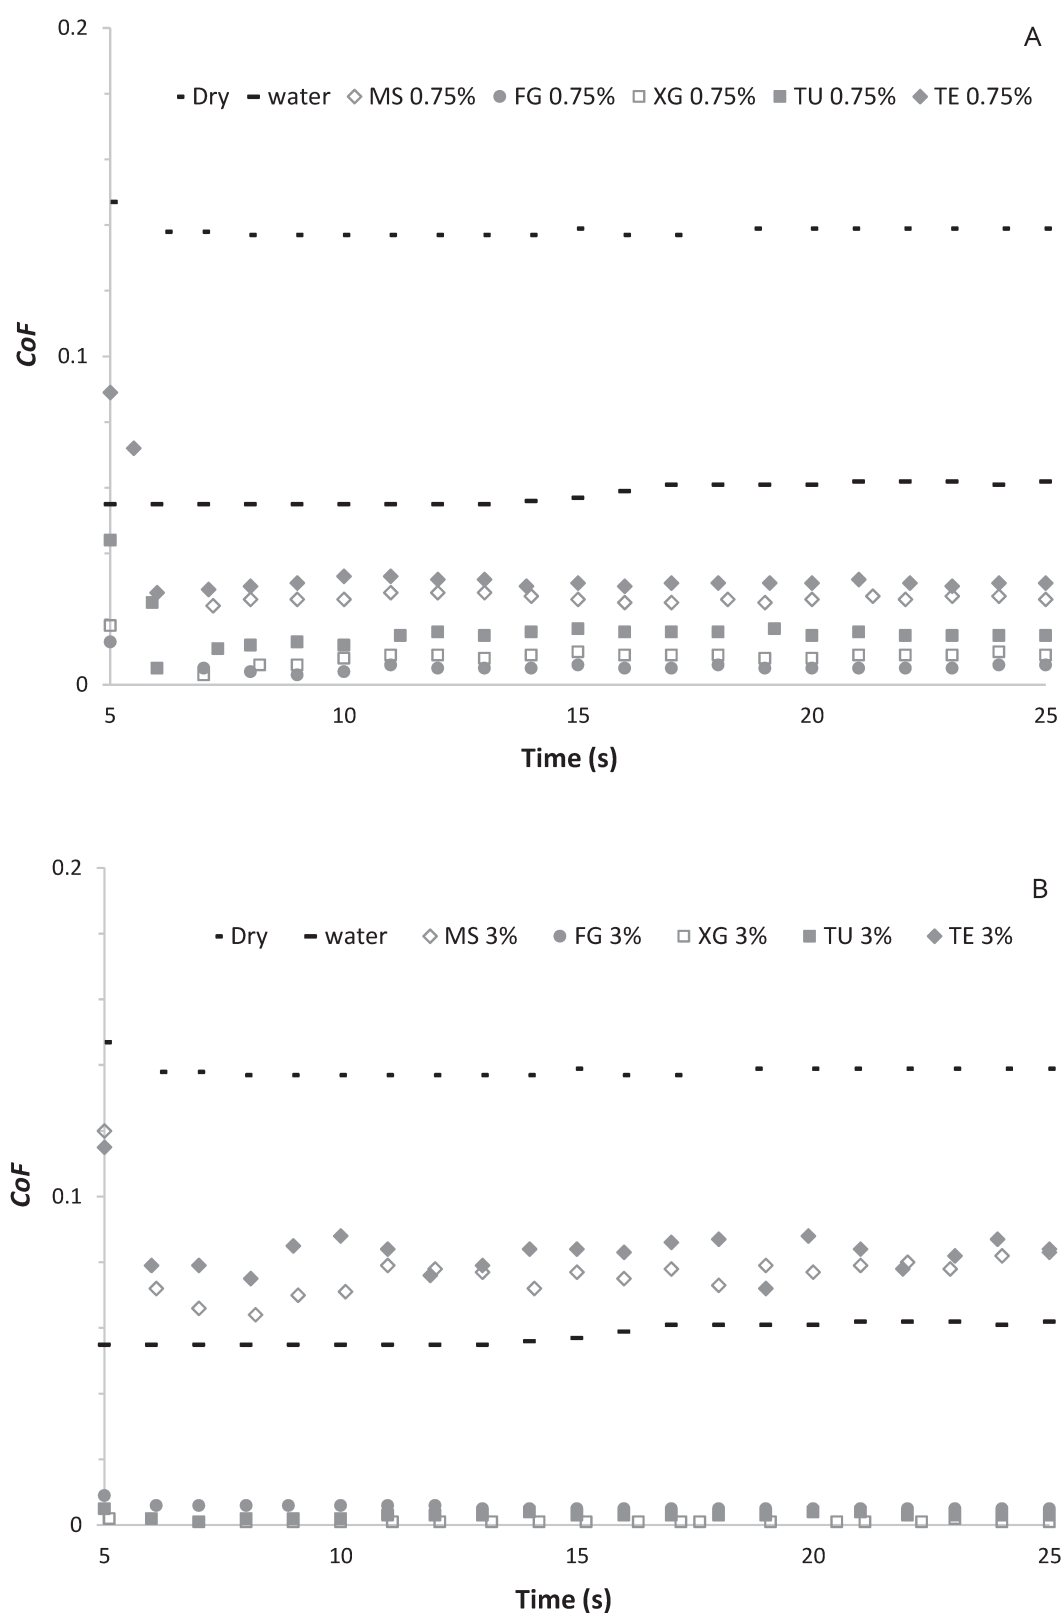 0.2
A
Dry water MS 0.75% FG 0.75% XG 0.75% TU 0.75% TE 0.75%
CoF
0.1
0
5 10 15 20 25
Time (s)
0.2
B
Dry water MS 3% FG 3% XG 3% TU 3% TE 3%
CoF
0.1
0
5 10 15 20 25
Time (s)